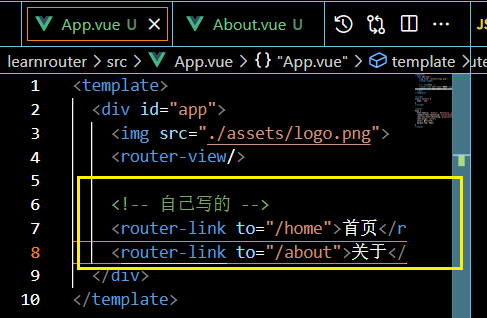 App.vue U
About.vue U
JS
learnrouter > src > App.vue > {} "App.vue" > template
ute
1 <template>
2 <div id="app">
3 <img src="./assets/logo.png">
4 <router-view/>
5
6 <!-- 自己写的 -->
7 <router-link to="/home">首页</r
8 <router-link to="/about">关于</
9 </div>
10 </template>